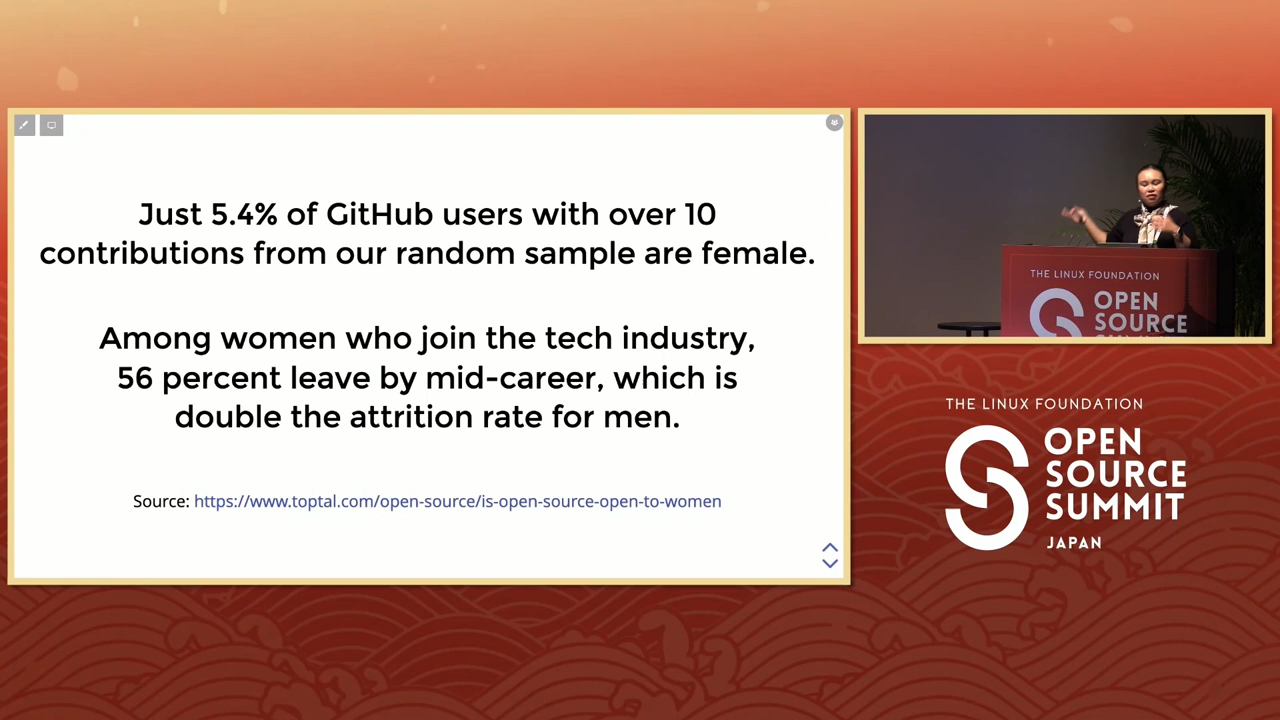 Just 5.4% of GitHub users with over 10
contributions from our random sample are female.
Among women who join the tech industry,
56 percent leave by mid-career, which is
double the attrition rate for men.
Source: https://www.toptal.com/open-source/is-open-source-open-to-women
THE LINUX FOUNDATION
OPEN
SOURCE
THE LINUX FOUNDATION
OPEN
SOURCE
SUMMIT
JAPAN